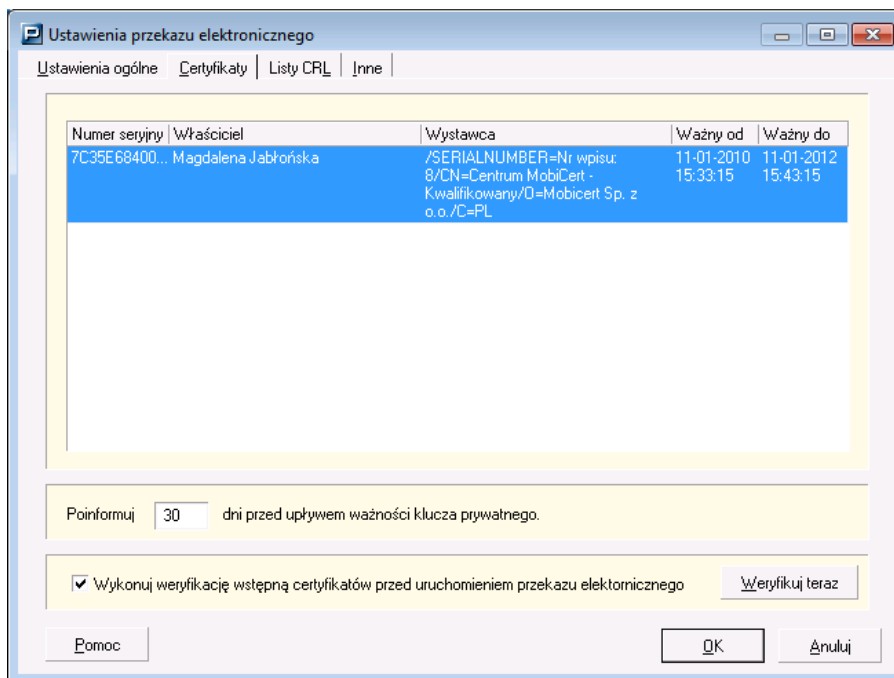 Ustawienia przekazu elektronicznego
Ustawienia ogólne Certyfikaty Listy CRL Inne
Numer seryjny Właściciel Wystawca Ważny od Ważny do
7C35E68400... Magdalena Jabłońska /SERIALNUMBER=Nr wpisu: 11-01-2010 11-01-2012
8/CN=Centrum MobiCert - 15:33:15 15:43:15
Kwalifikowany/O=Mobicert Sp. z
o.o./C=PL
Poinformuj 30 dni przed upływem ważności klucza prywatnego.
Wykonuj weryfikację wstępną certyfikatów przed uruchomieniem przekazu elektornicznego Weryfikuj teraz
Pomoc OK Anuluj